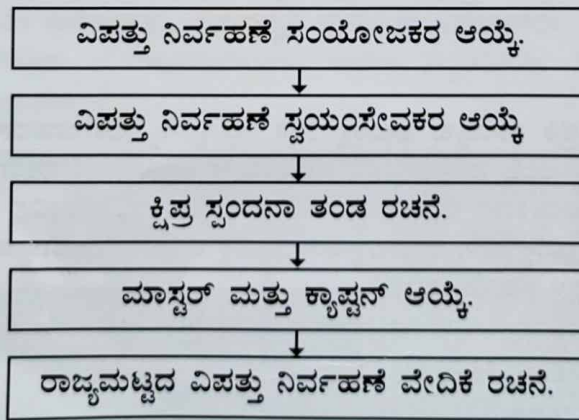 ವಿಪತ್ತು ನಿರ್ವಹಣೆ ಸಂಯೋಜಕರ ಆಯ್ಕೆ.
ವಿಪತ್ತು ನಿರ್ವಹಣೆ ಸ್ವಯಂಸೇವಕರ ಆಯ್ಕೆ
ಕ್ಷಿಪ್ರ ಸ್ಪಂದನಾ ತಂಡ ರಚನೆ.
ಮಾಸ್ಟರ್ ಮತ್ತು ಕ್ಯಾಪ್ಟನ್ ಆಯ್ಕೆ.
ರಾಜ್ಯಮಟ್ಟದ ವಿಪತ್ತು ನಿರ್ವಹಣೆ ವೇದಿಕೆ ರಚನೆ.